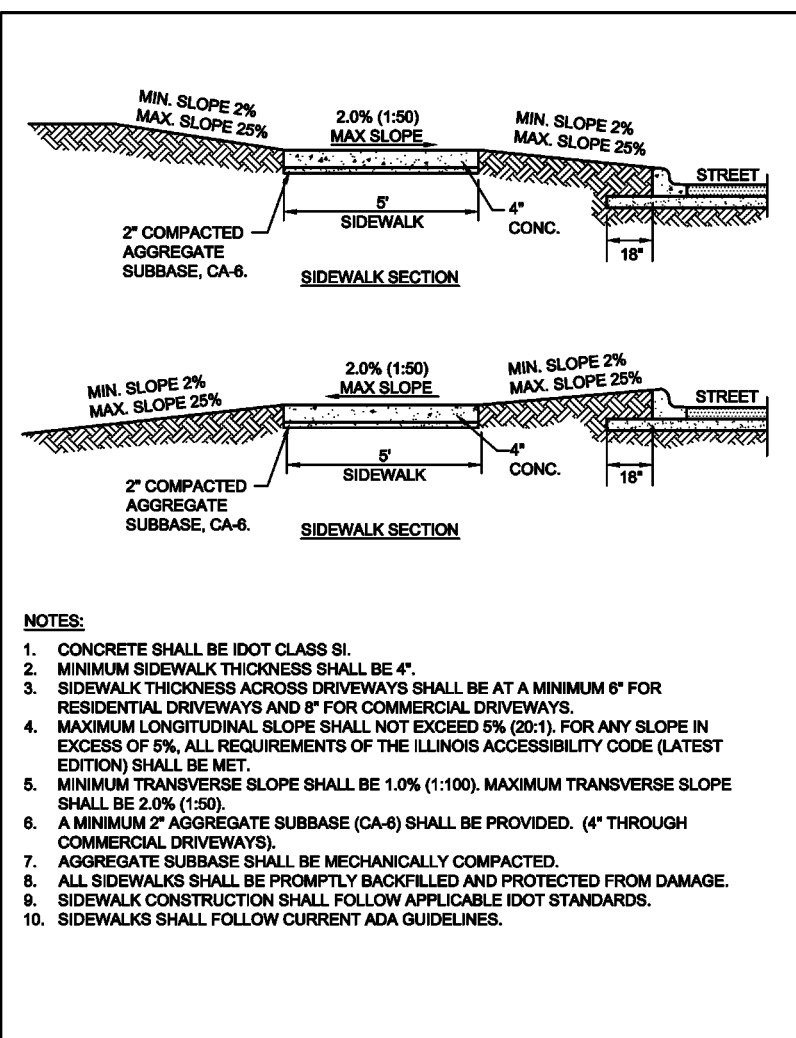 MIN. SLOPE 2%
MAX. SLOPE 25%
2.0% (1:50)
MAX SLOPE
MIN. SLOPE 2%
MAX. SLOPE 25%
STREET
5'
SIDEWALK
4"
CONC.
2" COMPACTED
AGGREGATE
SUBBASE, CA-6.
18"
SIDEWALK SECTION
MIN. SLOPE 2%
MAX. SLOPE 25%
2.0% (1:50)
MAX SLOPE
MIN. SLOPE 2%
MAX. SLOPE 25%
STREET
5'
SIDEWALK
4"
CONC.
2" COMPACTED
AGGREGATE
SUBBASE, CA-6.
18"
SIDEWALK SECTION
NOTES:
1. CONCRETE SHALL BE IDOT CLASS SI.
2. MINIMUM SIDEWALK THICKNESS SHALL BE 4".
3. SIDEWALK THICKNESS ACROSS DRIVEWAYS SHALL BE AT A MINIMUM 6" FOR
RESIDENTIAL DRIVEWAYS AND 8" FOR COMMERCIAL DRIVEWAYS.
4. MAXIMUM LONGITUDINAL SLOPE SHALL NOT EXCEED 5% (20:1). FOR ANY SLOPE IN
EXCESS OF 5%, ALL REQUIREMENTS OF THE ILLINOIS ACCESSIBILITY CODE (LATEST
EDITION) SHALL BE MET.
5. MINIMUM TRANSVERSE SLOPE SHALL BE 1.0% (1:100). MAXIMUM TRANSVERSE SLOPE
SHALL BE 2.0% (1:50).
6. A MINIMUM 2" AGGREGATE SUBBASE (CA-6) SHALL BE PROVIDED. (4" THROUGH
COMMERCIAL DRIVEWAYS).
7. AGGREGATE SUBBASE SHALL BE MECHANICALLY COMPACTED.
8. ALL SIDEWALKS SHALL BE PROMPTLY BACKFILLED AND PROTECTED FROM DAMAGE.
9. SIDEWALK CONSTRUCTION SHALL FOLLOW APPLICABLE IDOT STANDARDS.
10. SIDEWALKS SHALL FOLLOW CURRENT ADA GUIDELINES.